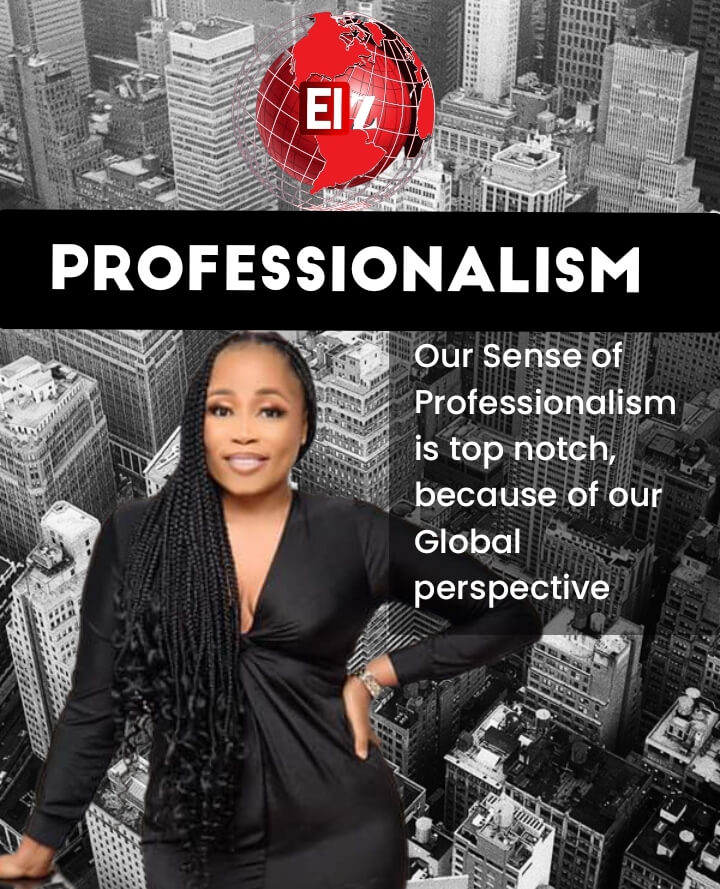 EIz
PROFESSIONALISM
Our Sense of
Professionalism
is top notch,
because of our
Global
perspective